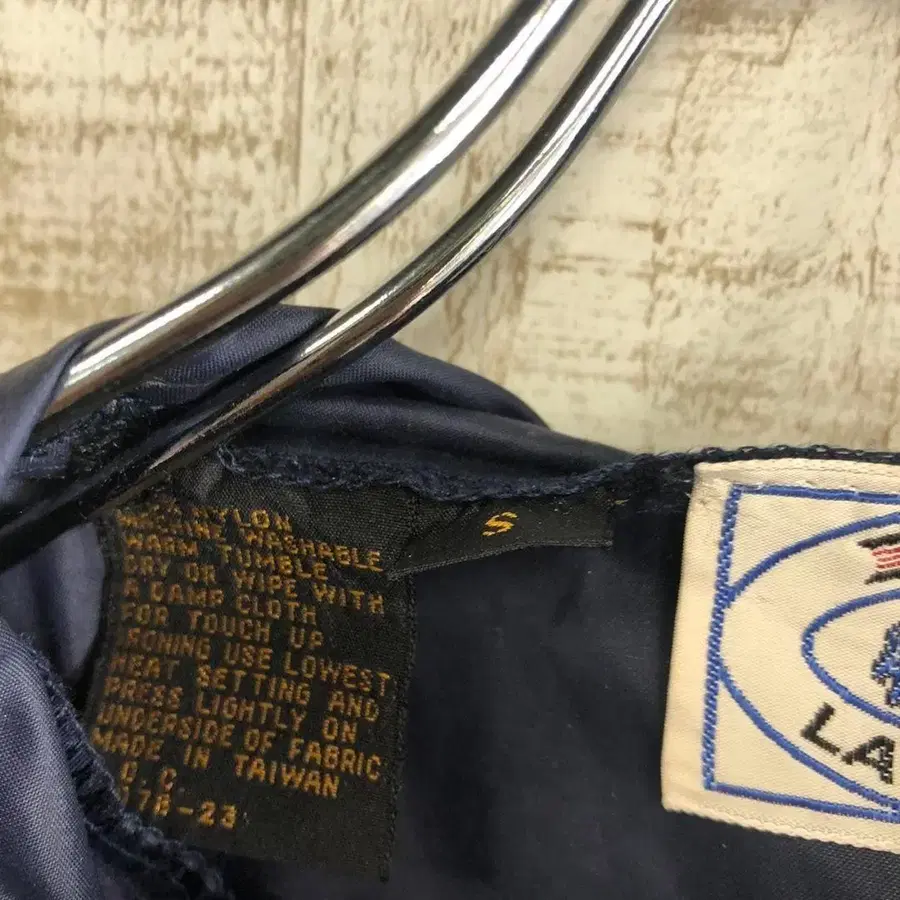 NYLON
WASHABLE
WARM TUMBLE
DRY OR WIPE WITH
A DAMP CLOTH
FOR TOUCH UP
IRONING USE LOWEST
HEAT SETTING AND
PRESS LIGHTLY ON
UNDERSIDE OF FABRIC
MADE IN TAIWAN
C.
-23
S
LA